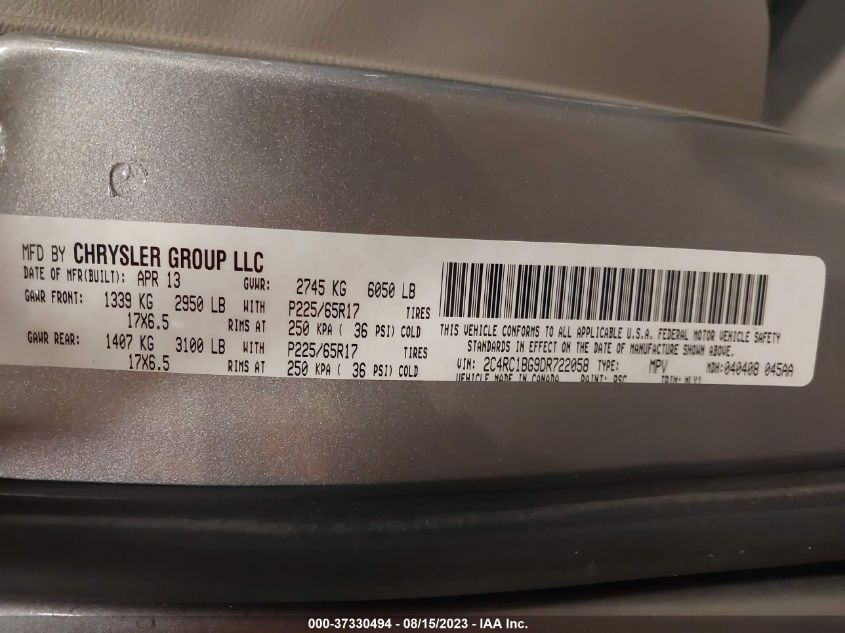 MFD BY CHRYSLER GROUP LLC
DATE OF MFR(BUILT): APR 13 GVWR: 2745 KG 6050 LB
GAWR FRONT: 1339 KG 2950 LB WITH P225/65R17 TIRES
17X6.5 RIMS AT 250 KPA ( 36 PSI) COLD
GAWR REAR: 1407 KG 3100 LB WITH P225/65R17 TIRES
17X6.5 RIMS AT 250 KPA ( 36 PSI) COLD
THIS VEHICLE CONFORMS TO ALL APPLICABLE U.S.A. FEDERAL MOTOR VEHICLE SAFETY
STANDARDS IN EFFECT ON THE DATE OF MANUFACTURE SHOWN ABOVE.
VIN: 2C4RC1BG9DR722058 TYPE: MPV MDH: 040408 045AA
VEHICLE MADE IN CANADA PAINT: PSC TRIM:
000-37330494 - 08/15/2023 - IAA Inc.